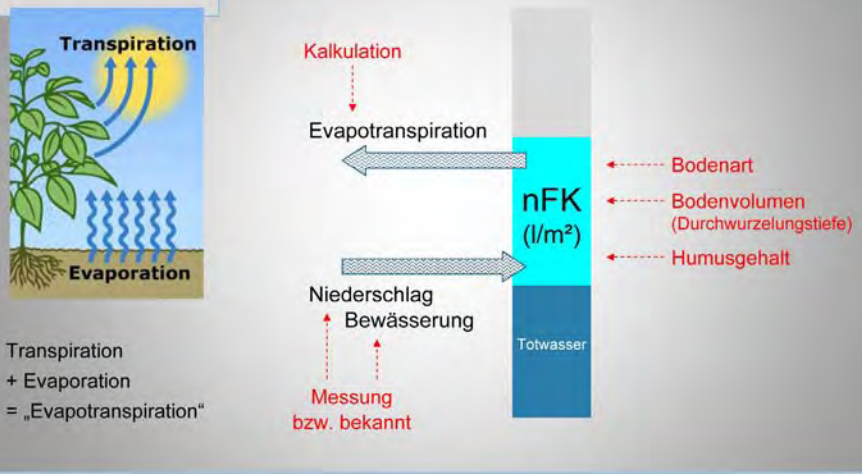 Transpiration
Evaporation
Transpiration
+ Evaporation
= „Evapotranspiration“
Kalkulation
Evapotranspiration
nFK
(l/m²)
Niederschlag
Bewässerung
Messung
bzw. bekannt
Totwasser
Bodenart
Bodenvolumen
(Durchwurzelungstiefe)
Humusgehalt